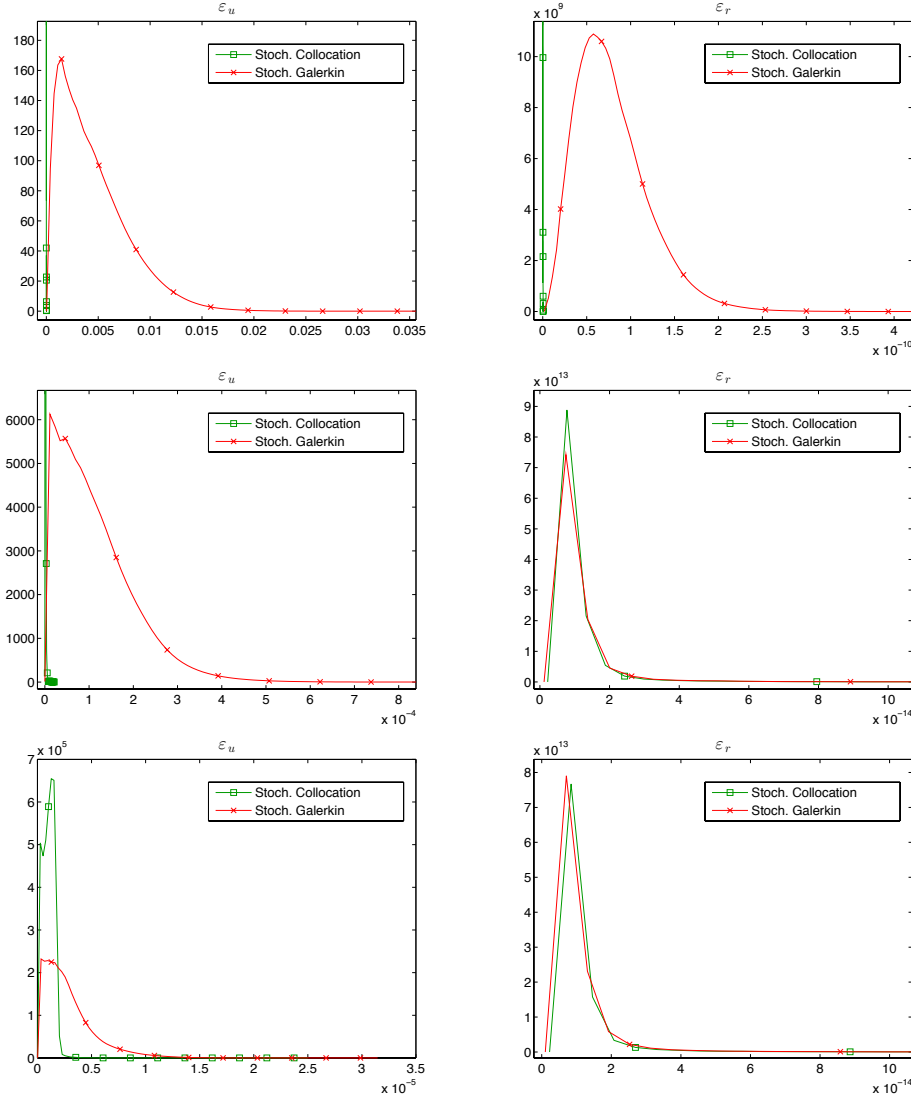 ε_u
180
160
140
120
100
80
60
40
20
0
0 0.005 0.01 0.015 0.02 0.025 0.03 0.035
Stoch. Collocation
Stoch. Galerkin
ε_r
x 10^9
10
8
6
4
2
0
0 0.5 1 1.5 2 2.5 3 3.5 4
x 10^-10
Stoch. Collocation
Stoch. Galerkin
ε_u
6000
5000
4000
3000
2000
1000
0
0 1 2 3 4 5 6 7 8
x 10^-4
Stoch. Collocation
Stoch. Galerkin
ε_r
x 10^13
9
8
7
6
5
4
3
2
1
0
0 2 4 6 8 10
x 10^-14
Stoch. Collocation
Stoch. Galerkin
ε_u
x 10^5
7
6
5
4
3
2
1
0
0 0.5 1 1.5 2 2.5 3 3.5
x 10^-5
Stoch. Collocation
Stoch. Galerkin
ε_r
x 10^13
8
7
6
5
4
3
2
1
0
0 2 4 6 8 10
x 10^-14
Stoch. Collocation
Stoch. Galerkin